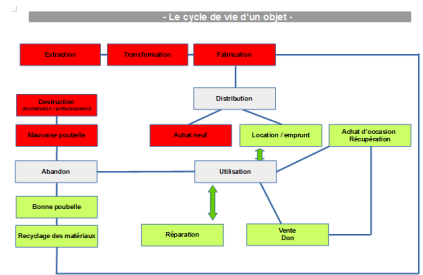 - Le cycle de vie d'un objet -
Extraction
Transformation
Fabrication
Distribution
Destruction
Mauvaise poubelle
Achat neuf
Location / emprunt
Achat d'occasion
Récupération
Abandon
Utilisation
Bonne poubelle
Réparation
Vente
Don
Recyclage des matériaux